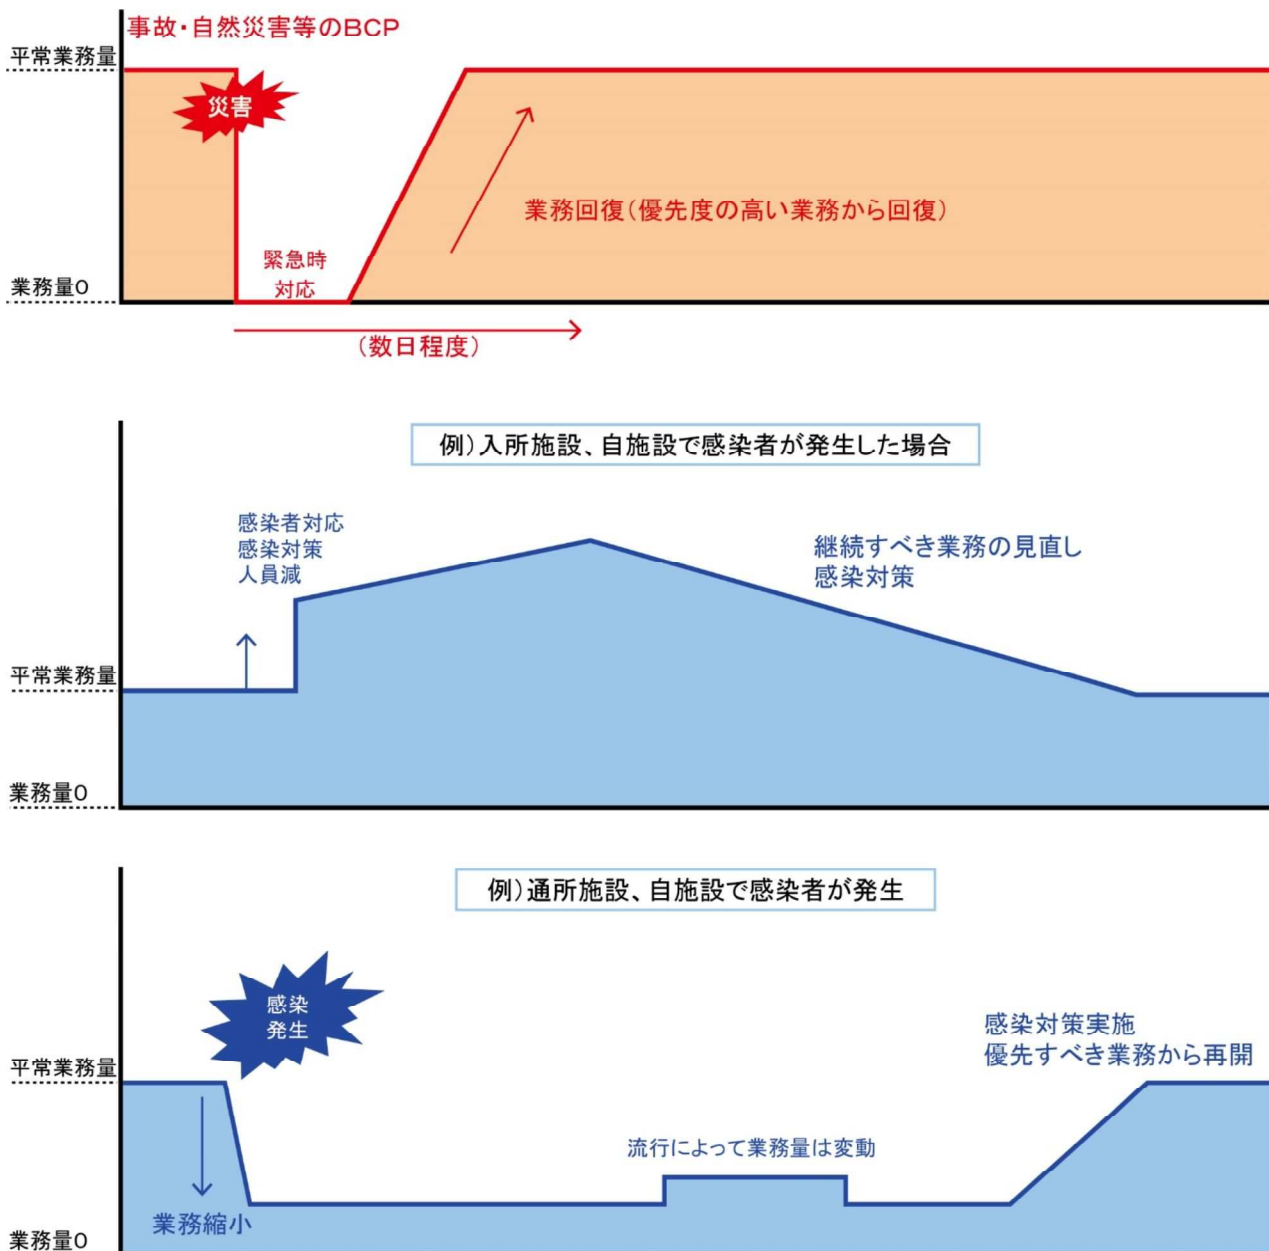 事故・自然災害等のBCP
平常業務量
災害
業務回復（優先度の高い業務から回復）
緊急時
対応
業務量0
（数日程度）
例）入所施設、自施設で感染者が発生した場合
感染者対応
感染対策
人員減
継続すべき業務の見直し
感染対策
平常業務量
業務量0
例）通所施設、自施設で感染者が発生
感染
発生
感染対策実施
優先すべき業務から再開
平常業務量
流行によって業務量は変動
業務縮小
業務量0